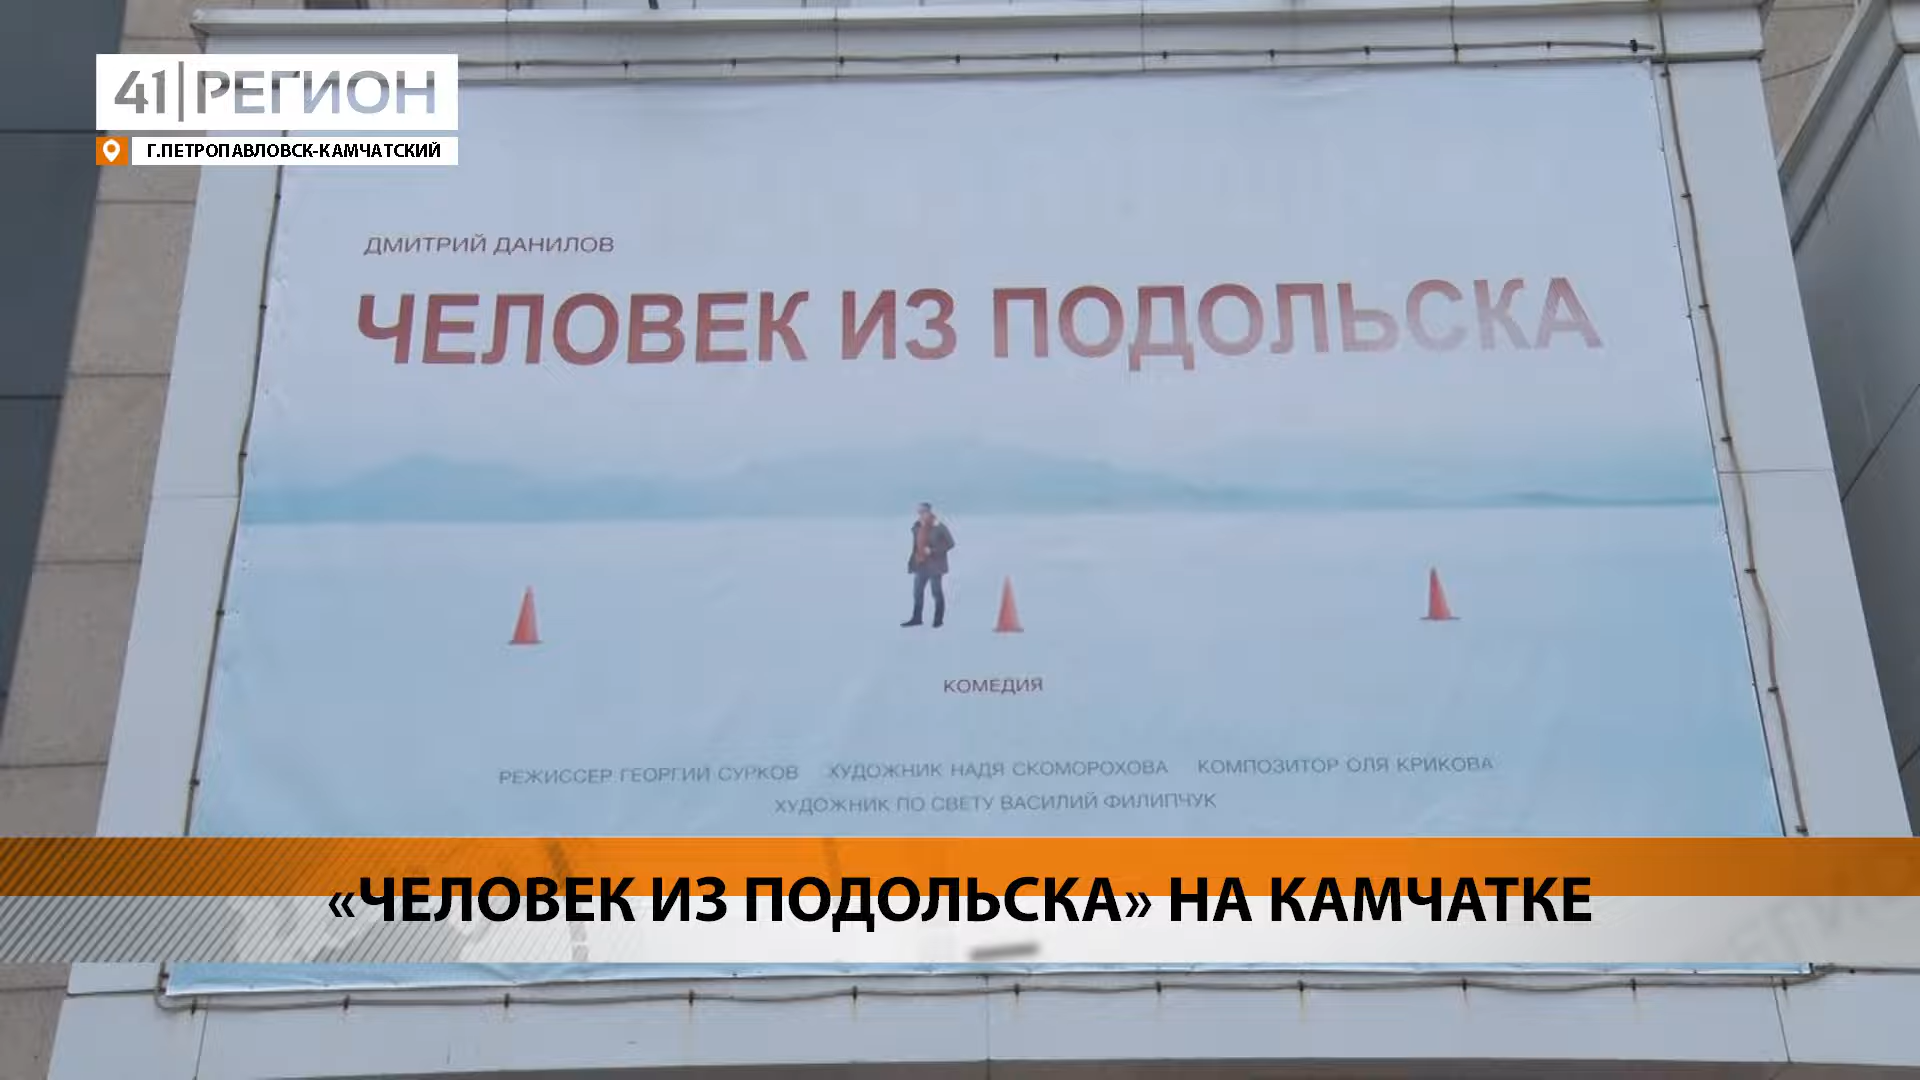 41|РЕГИОН
Г.ПЕТРОПАВЛОВСК-КАМЧАТСКИЙ
ДМИТРИЙ ДАНИЛОВ
ЧЕЛОВЕК ИЗ ПОДОЛЬСКА
КОМЕДИЯ
РЕЖИССЕР ГЕОРГИЙ СУРКОВ ХУДОЖНИК НАДЯ СКОМОРОХОВА КОМПОЗИТОР ОЛЯ КРИКОВА
ХУДОЖНИК ПО СВЕТУ ВАСИЛИЙ ФИЛИПЧУК
«ЧЕЛОВЕК ИЗ ПОДОЛЬСКА» НА КАМЧАТКЕ